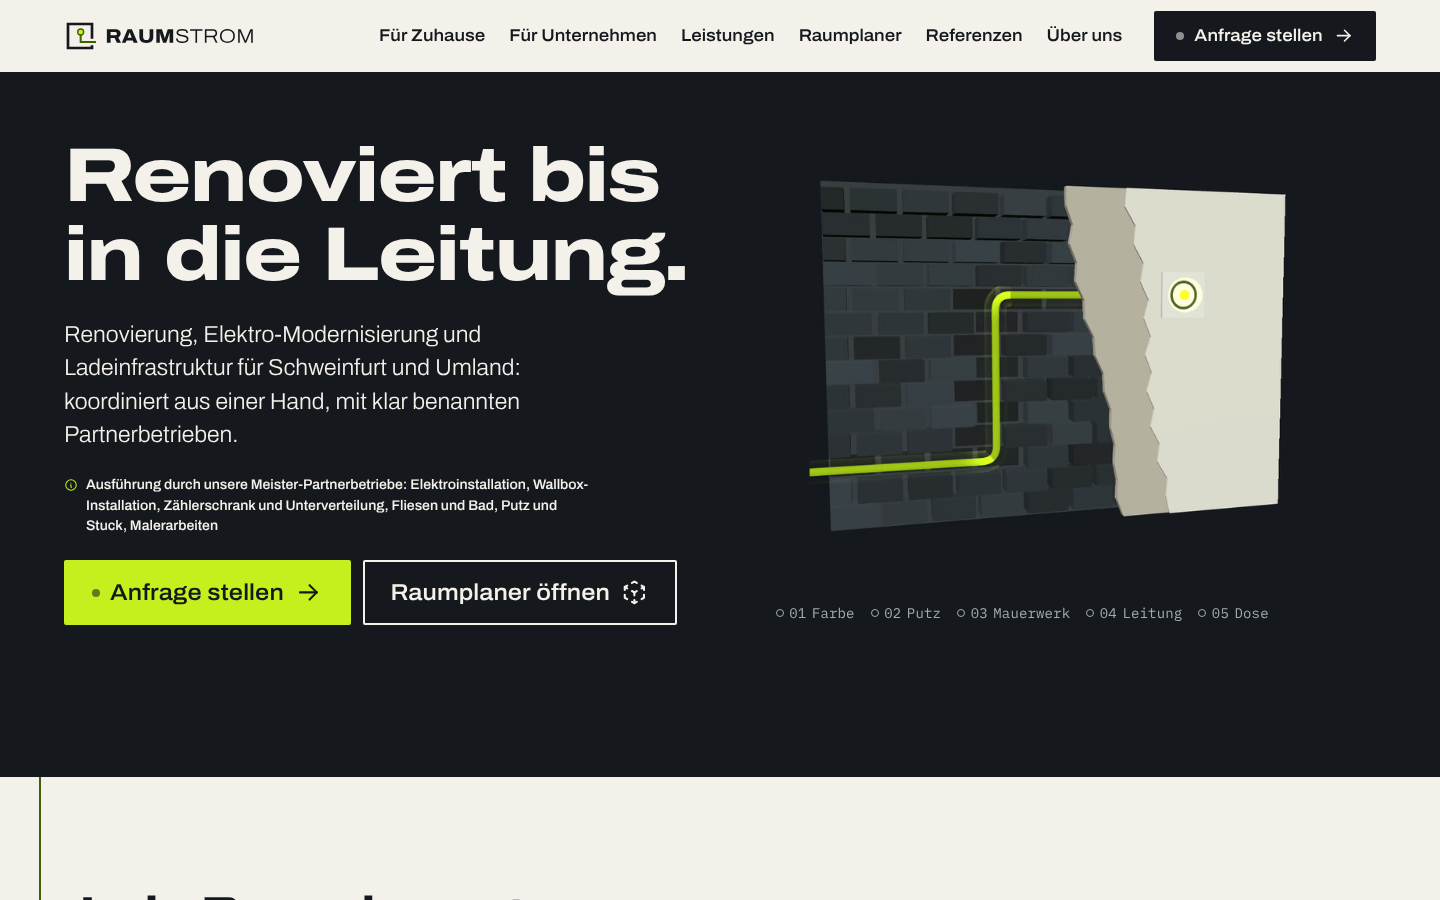 RAUMSTROM
Für Zuhause
Für Unternehmen
Leistungen
Raumplaner
Referenzen
Über uns
Anfrage stellen
Renoviert bis
in die Leitung.
Renovierung, Elektro-Modernisierung und
Ladeinfrastruktur für Schweinfurt und Umland:
koordiniert aus einer Hand, mit klar benannten
Partnerbetrieben.
Ausführung durch unsere Meister-Partnerbetriebe: Elektroinstallation, Wallbox-
Installation, Zählerschrank und Unterverteilung, Fliesen und Bad, Putz und
Stuck, Malerarbeiten
Anfrage stellen
Raumplaner öffnen
01 Farbe
02 Putz
03 Mauerwerk
04 Leitung
05 Dose